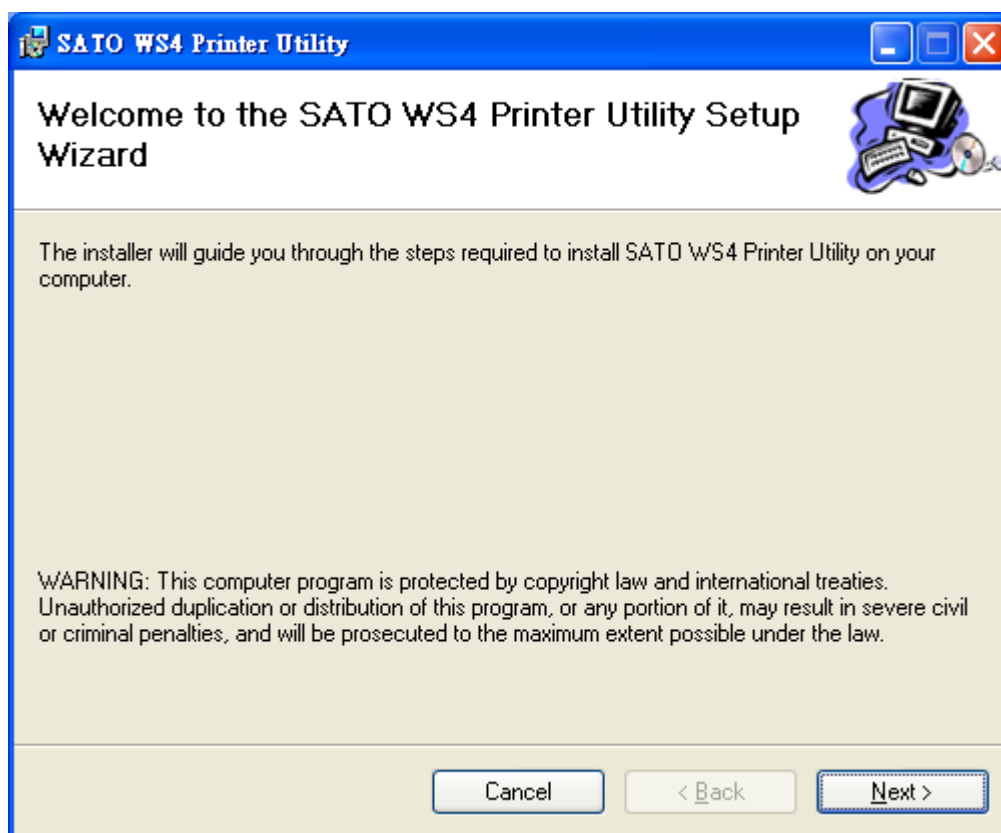 SATO WS4 Printer Utility
Welcome to the SATO WS4 Printer Utility Setup
Wizard
The installer will guide you through the steps required to install SATO WS4 Printer Utility on your
computer.
WARNING: This computer program is protected by copyright law and international treaties.
Unauthorized duplication or distribution of this program, or any portion of it, may result in severe civil
or criminal penalties, and will be prosecuted to the maximum extent possible under the law.
Cancel
< Back
Next >